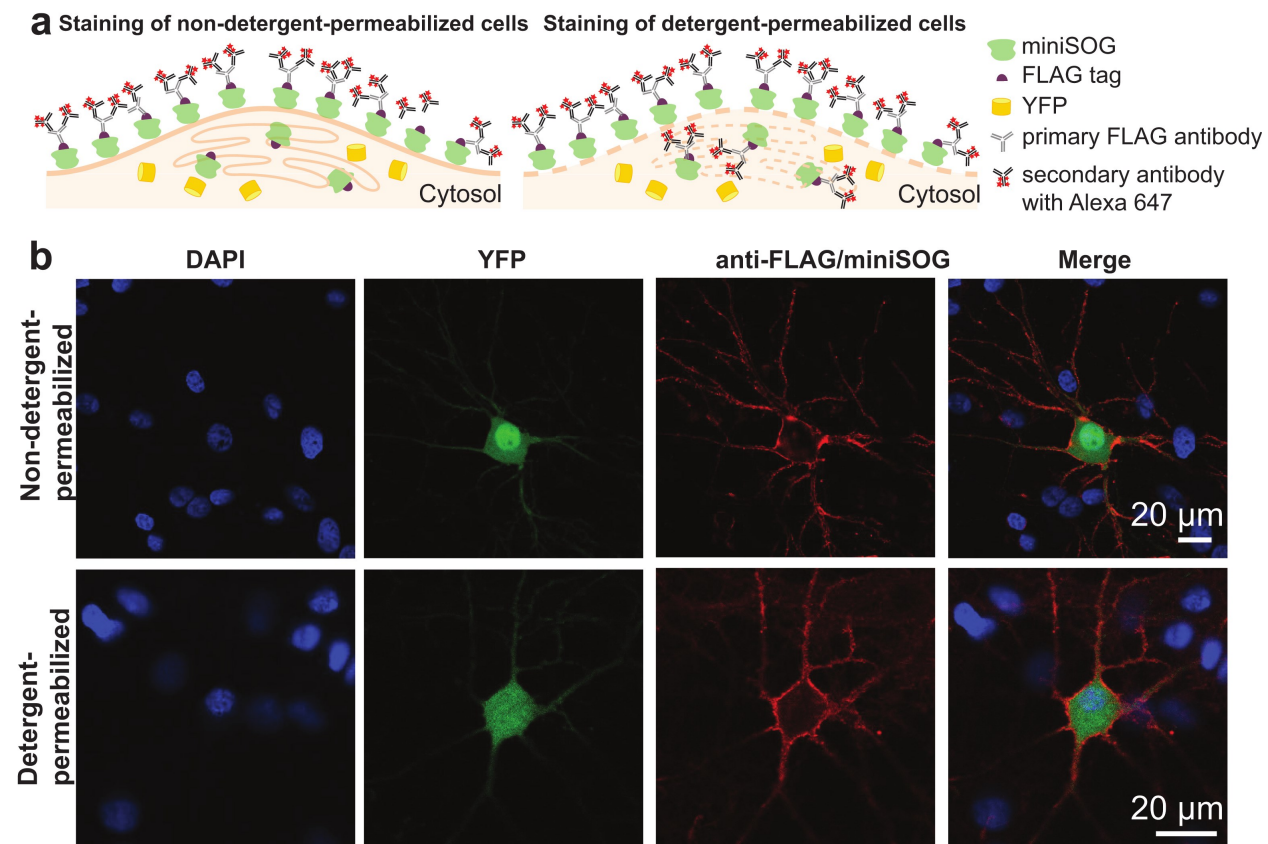 a Staining of non-detergent-permeabilized cells Staining of detergent-permeabilized cells
miniSOG
FLAG tag
YFP
primary FLAG antibody
secondary antibody
with Alexa 647
Cytosol Cytosol
b DAPI YFP anti-FLAG/miniSOG Merge
Non-detergent-
permeabilized
20 µm
Detergent-
permeabilized
20 µm